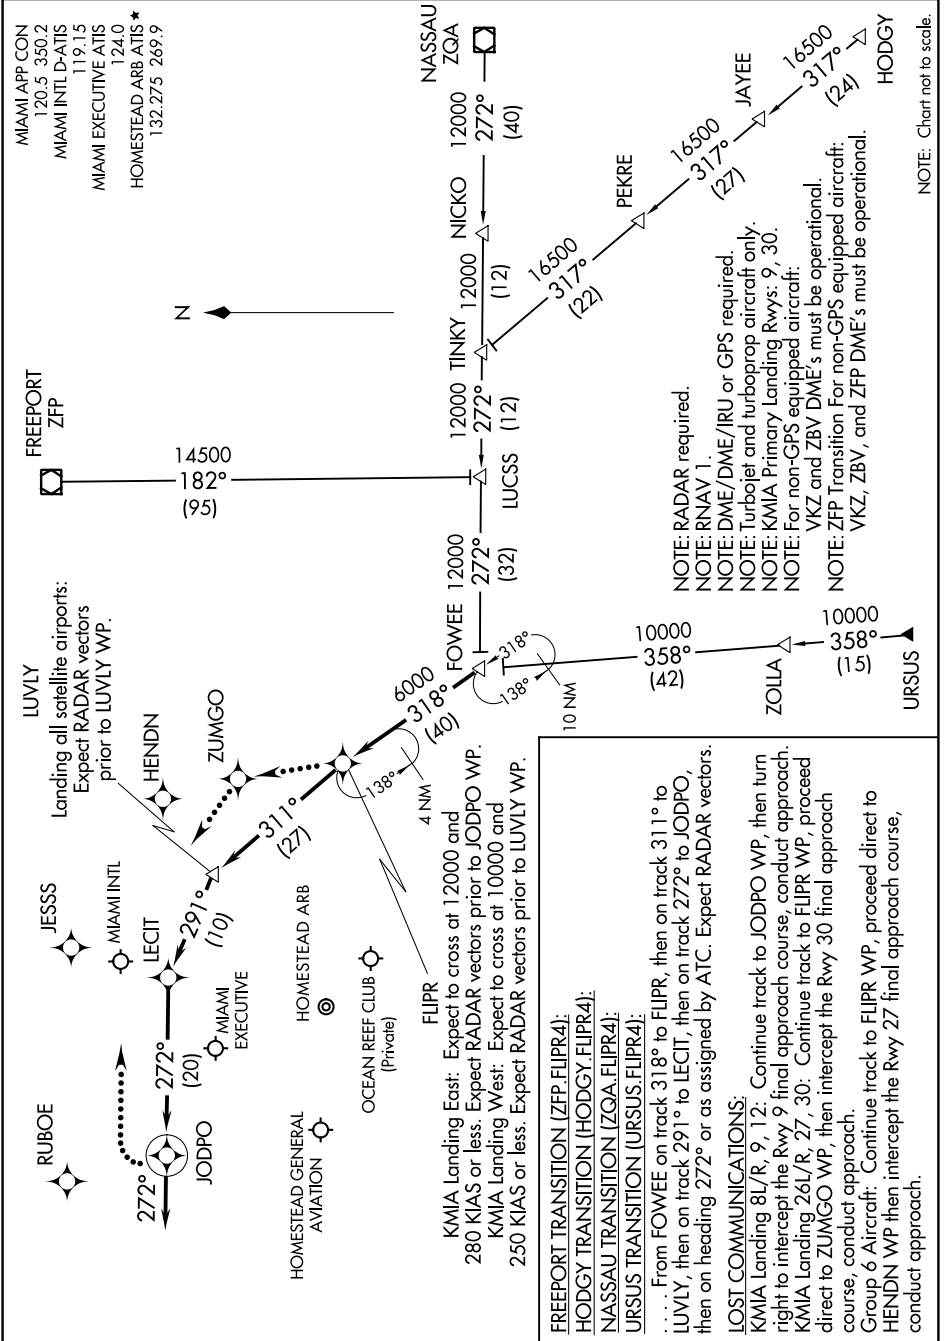 MIAMI APP CON
120.5 350.2
MIAMI INTL D-ATIS
119.15
MIAMI EXECUTIVE ATIS
124.0
HOMESTEAD ARB ATIS ★
132.275 269.9
RUBOE
JESSS
LUVLY
Landing all satellite airports:
Expect RADAR vectors
prior to LUVLY WP.
FREEPORT
ZFP
N
272°
JODPO
272°
(20)
LECIT
MIAMI INTL
291°
(10)
HENDN
ZUMGO
MIAMI
EXECUTIVE
HOMESTEAD GENERAL
AVIATION
HOMESTEAD ARB
OCEAN REEF CLUB
(Private)
311°
(27)
FLIPR
138°
4 NM
6000
318°
(40)
14500
182°
(95)
NASSAU
ZQA
FOWEE
12000
272°
(32)
LUCSS
12000
272°
(12)
TINKY
12000
(12)
NICKO
12000
272°
(40)
318°
138°
10 NM
10000
358°
(42)
ZOLLA
10000
358°
(15)
URSUS
16500
317°
(22)
PEKRE
16500
317°
(27)
JAYEE
16500
317°
(24)
HODGY
KMIA Landing East: Expect to cross at 12000 and
280 KIAS or less. Expect RADAR vectors prior to JODPO WP.
KMIA Landing West: Expect to cross at 10000 and
250 KIAS or less. Expect RADAR vectors prior to LUVLY WP.
NOTE: RADAR required.
NOTE: RNAV 1.
NOTE: DME/DME/IRU or GPS required.
NOTE: Turbojet and turboprop aircraft only.
NOTE: KMIA Primary Landing Rwys: 9, 30.
NOTE: For non-GPS equipped aircraft:
VKZ and ZBV DME's must be operational.
NOTE: ZFP Transition For non-GPS equipped aircraft:
VKZ, ZBV, and ZFP DME's must be operational.
NOTE: Chart not to scale.
FREEPORT TRANSITION (ZFP.FLIPR4):
HODGY TRANSITION (HODGY.FLIPR4):
NASSAU TRANSITION (ZQA.FLIPR4):
URSUS TRANSITION (URSUS.FLIPR4):
. . . . From FOWEE on track 318° to FLIPR, then on track 311° to
LUVLY, then on track 291° to LECIT, then on track 272° to JODPO,
then on heading 272° or as assigned by ATC. Expect RADAR vectors.
LOST COMMUNICATIONS:
KMIA Landing 8L/R, 9, 12: Continue track to JODPO WP, then turn
right to intercept the Rwy 9 final approach course, conduct approach.
KMIA Landing 26L/R, 27, 30: Continue track to FLIPR WP, proceed
direct to ZUMGO WP, then intercept the Rwy 30 final approach
course, conduct approach.
Group 6 Aircraft: Continue track to FLIPR WP, proceed direct to
HENDN WP then intercept the Rwy 27 final approach course,
conduct approach.